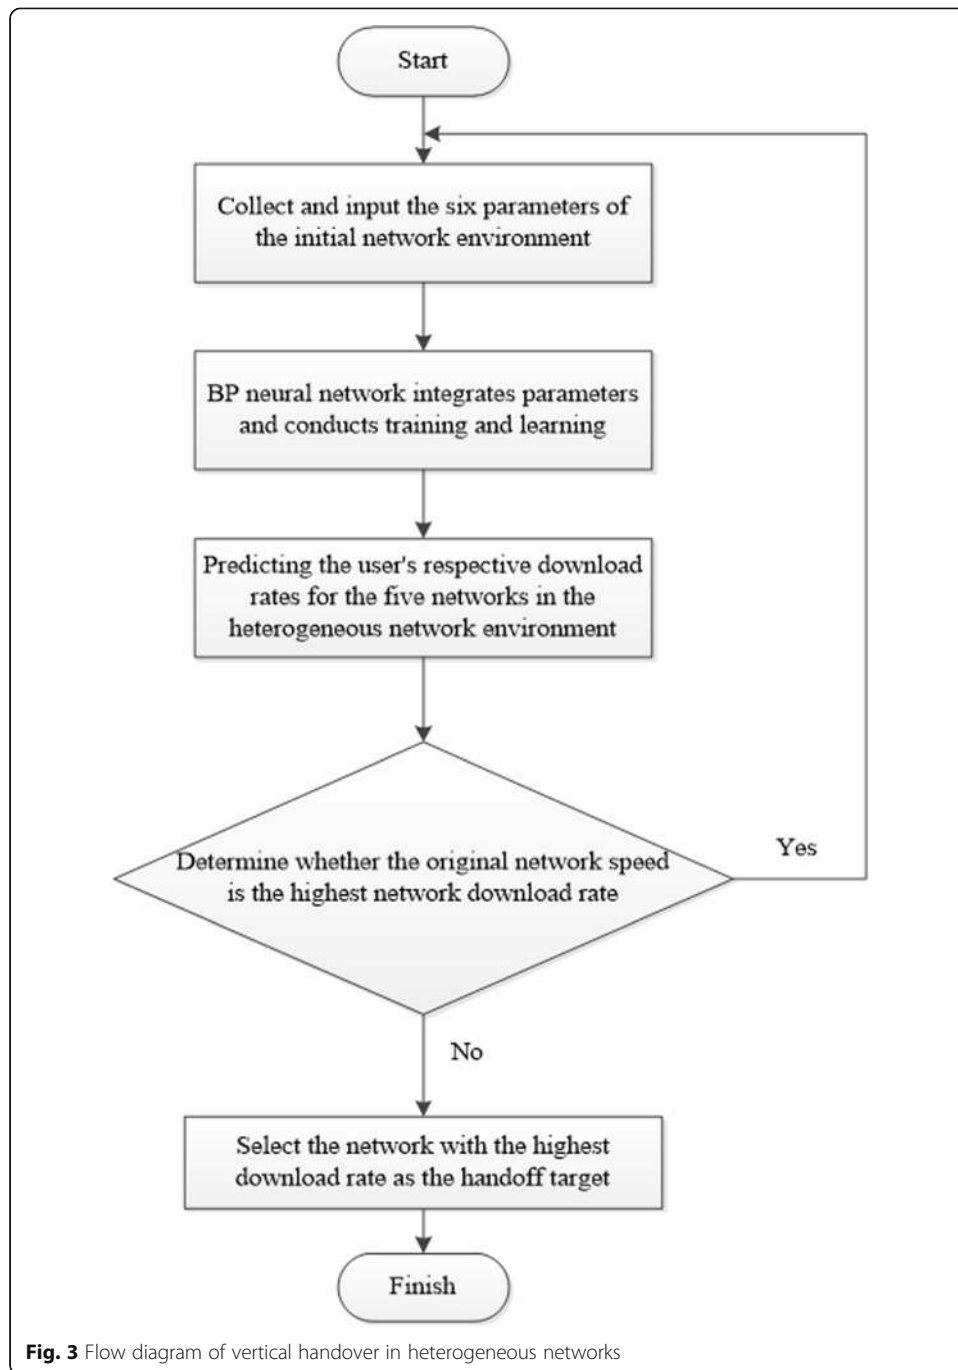 Start
Collect and input the six parameters of
the initial network environment
BP neural network integrates parameters
and conducts training and learning
Predicting the user's respective download
rates for the five networks in the
heterogeneous network environment
Determine whether the original network speed
is the highest network download rate
Yes
No
Select the network with the highest
download rate as the handoff target
Finish
Fig. 3 Flow diagram of vertical handover in heterogeneous networks